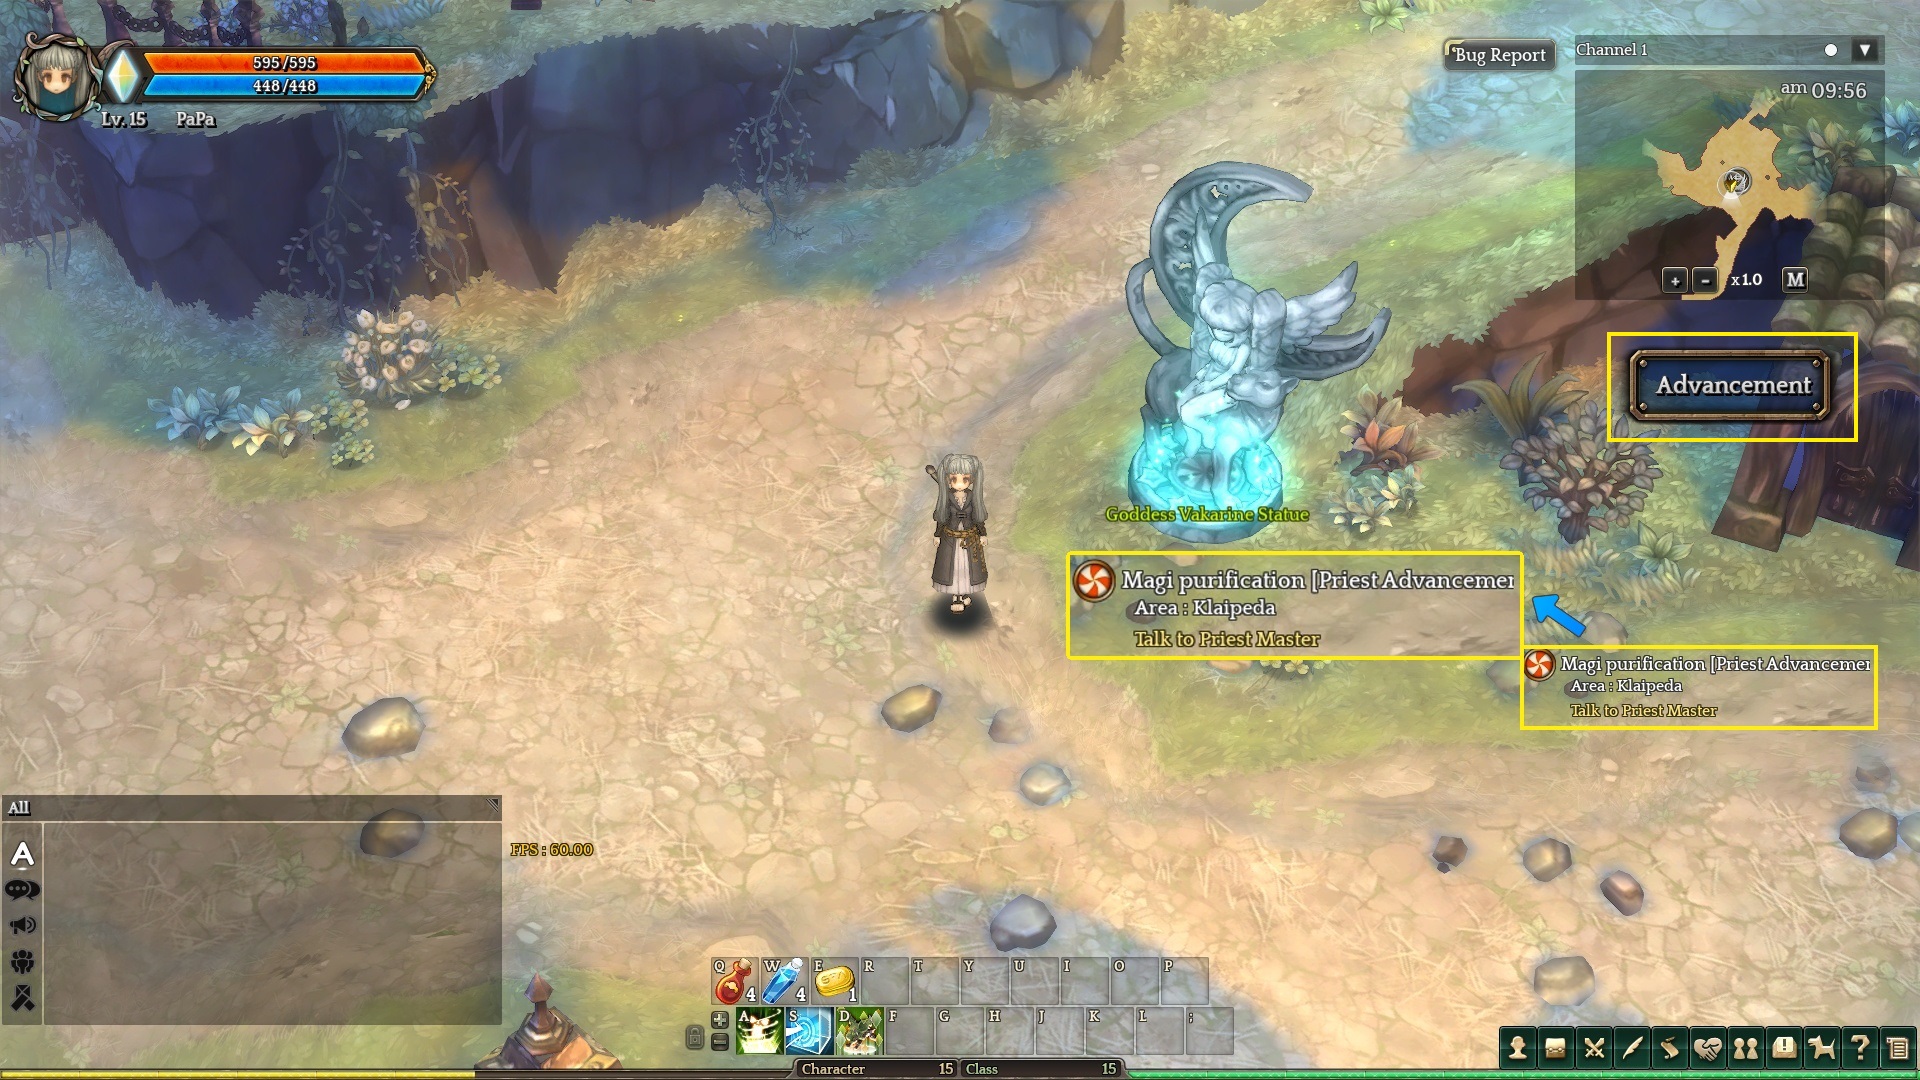 595/595
448/448
Lv. 15 PaPa
Bug Report
Channel 1
am 09:56
+ - x1.0 M
Advancement
Goddess Vakarine Statue
Magi purification [Priest Advancemen
Area : Klaipeda
Talk to Priest Master
Magi purification [Priest Advancemen
Area : Klaipeda
Talk to Priest Master
All
A
FPS : 60.00
Q 4 W 4 E 1 R T Y U I O P
A S D F G H J K L ;
Character 15 Class 15